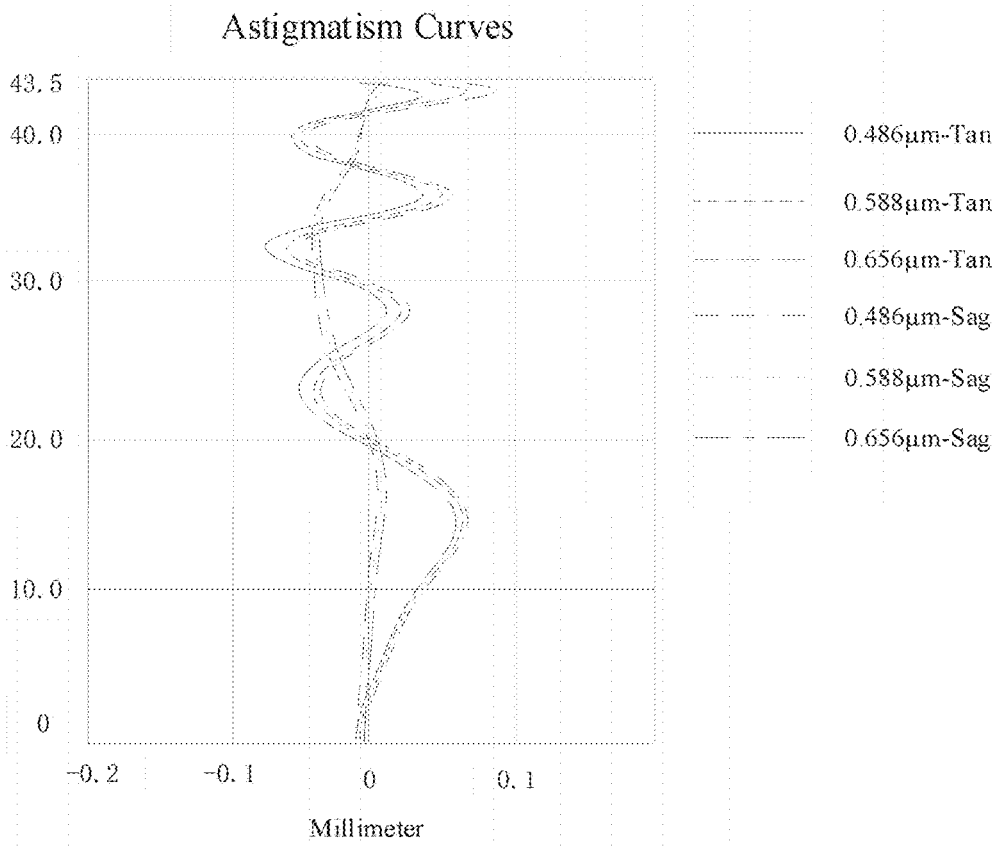 Astigmatism Curves
43.5
40.0
30.0
20.0
10.0
0
-0.2 -0.1 0 0.1
Millimeter
0.486μm-Tan
0.588μm-Tan
0.656μm-Tan
0.486μm-Sag
0.588μm-Sag
0.656μm-Sag